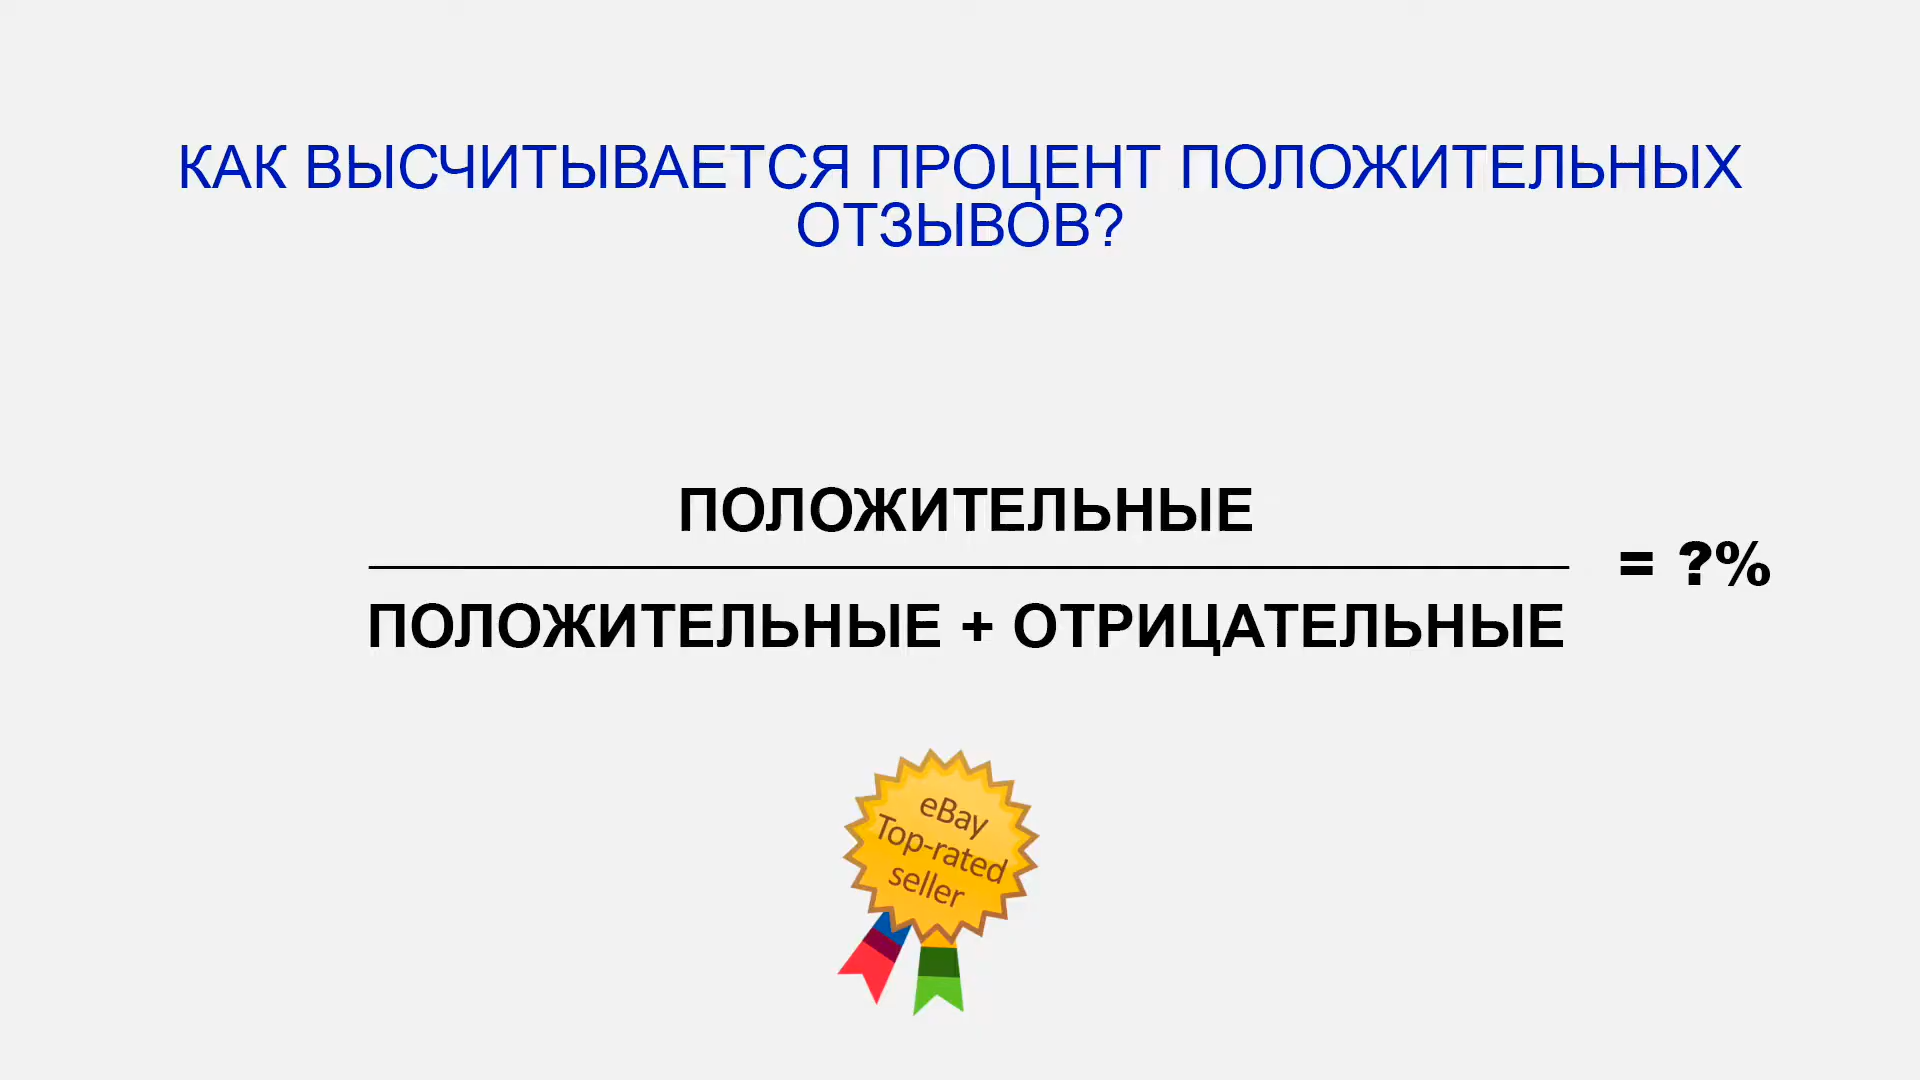 КАК ВЫСЧИТЫВАЕТСЯ ПРОЦЕНТ ПОЛОЖИТЕЛЬНЫХ
ОТЗЫВОВ?
ПОЛОЖИТЕЛЬНЫЕ
ПОЛОЖИТЕЛЬНЫЕ + ОТРИЦАТЕЛЬНЫЕ
= ?%
eBay
Top-rated
seller